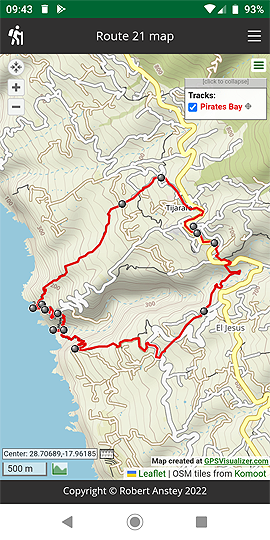 09:43 93%
Route 21 map
[click to collapse]
Tracks:
Pirates Bay
Tijarafe
El Jesús
+
−
Center: 28.70689,-17.96185
Map created at GPSVisualizer.com
500 m
Leaflet | OSM tiles from Komoot
Copyright © Robert Anstey 2022